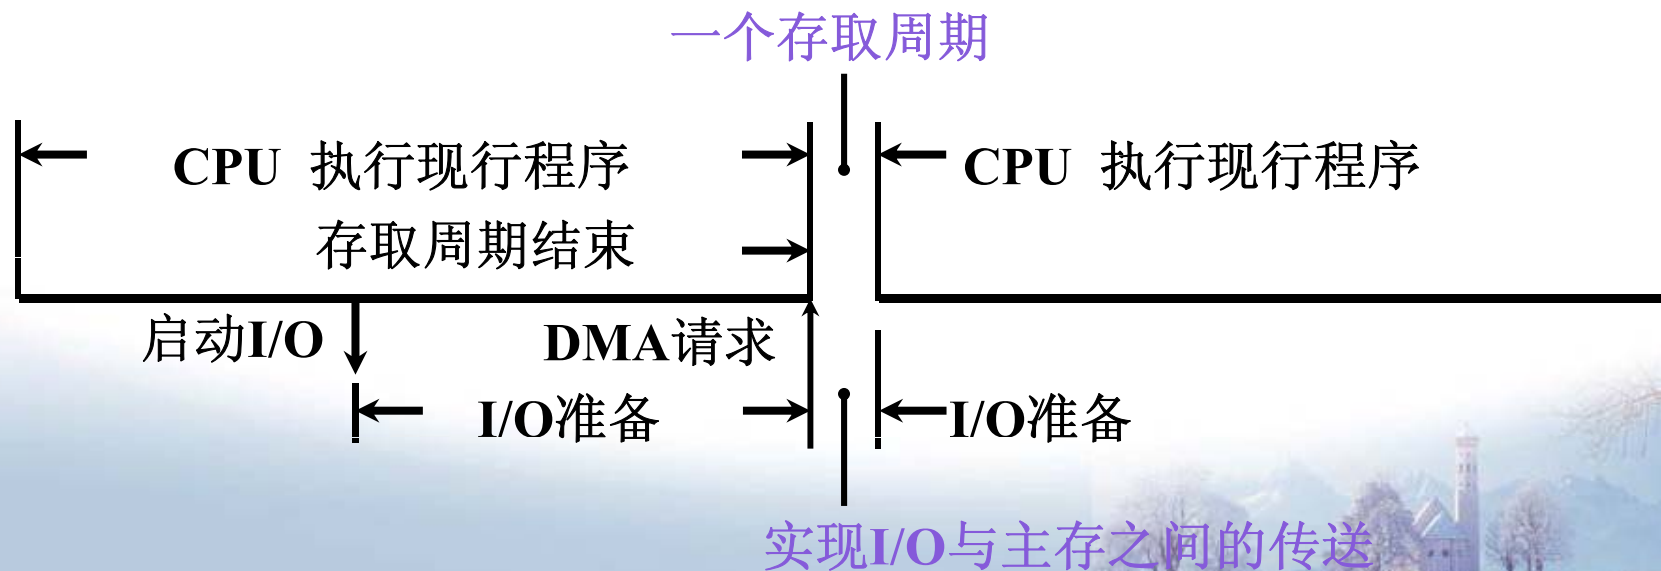 一个存取周期
CPU 执行现行程序
CPU 执行现行程序
存取周期结束
启动I/O
DMA请求
I/O准备
I/O准备
实现I/O与主存之间的传送